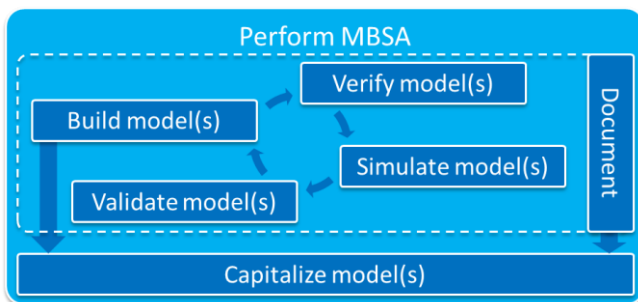 Perform MBSA
Verify model(s)
Build model(s)
Simulate model(s)
Validate model(s)
Document
Capitalize model(s)